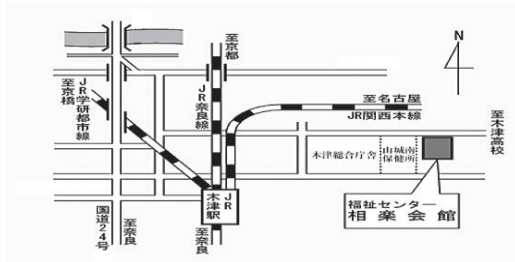 至京都
N
JR学研都市線
至京橋
JR奈良線
至名古屋
JR関西本線
至木津高校
木津総合庁舎
山城南
保健所
JR
木津駅
福祉センター
相楽会館
国道24号
至奈良
至奈良